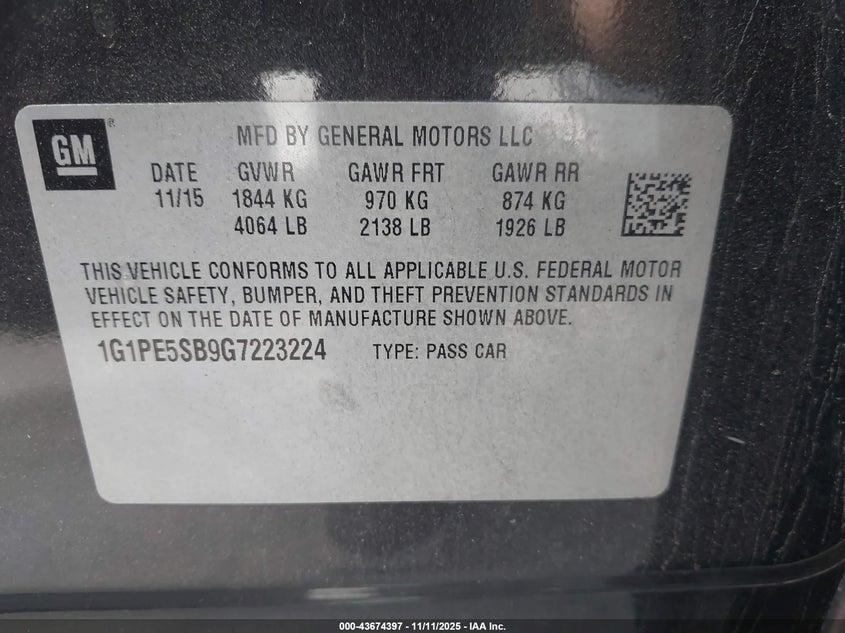 GM®
MFD BY GENERAL MOTORS LLC
DATE GVWR GAWR FRT GAWR RR
11/15 1844 KG 970 KG 874 KG
4064 LB 2138 LB 1926 LB
THIS VEHICLE CONFORMS TO ALL APPLICABLE U.S. FEDERAL MOTOR
VEHICLE SAFETY, BUMPER, AND THEFT PREVENTION STANDARDS IN
EFFECT ON THE DATE OF MANUFACTURE SHOWN ABOVE.
1G1PE5SB9G7223224 TYPE: PASS CAR
000-43674397 - 11/11/2025 - IAA Inc.